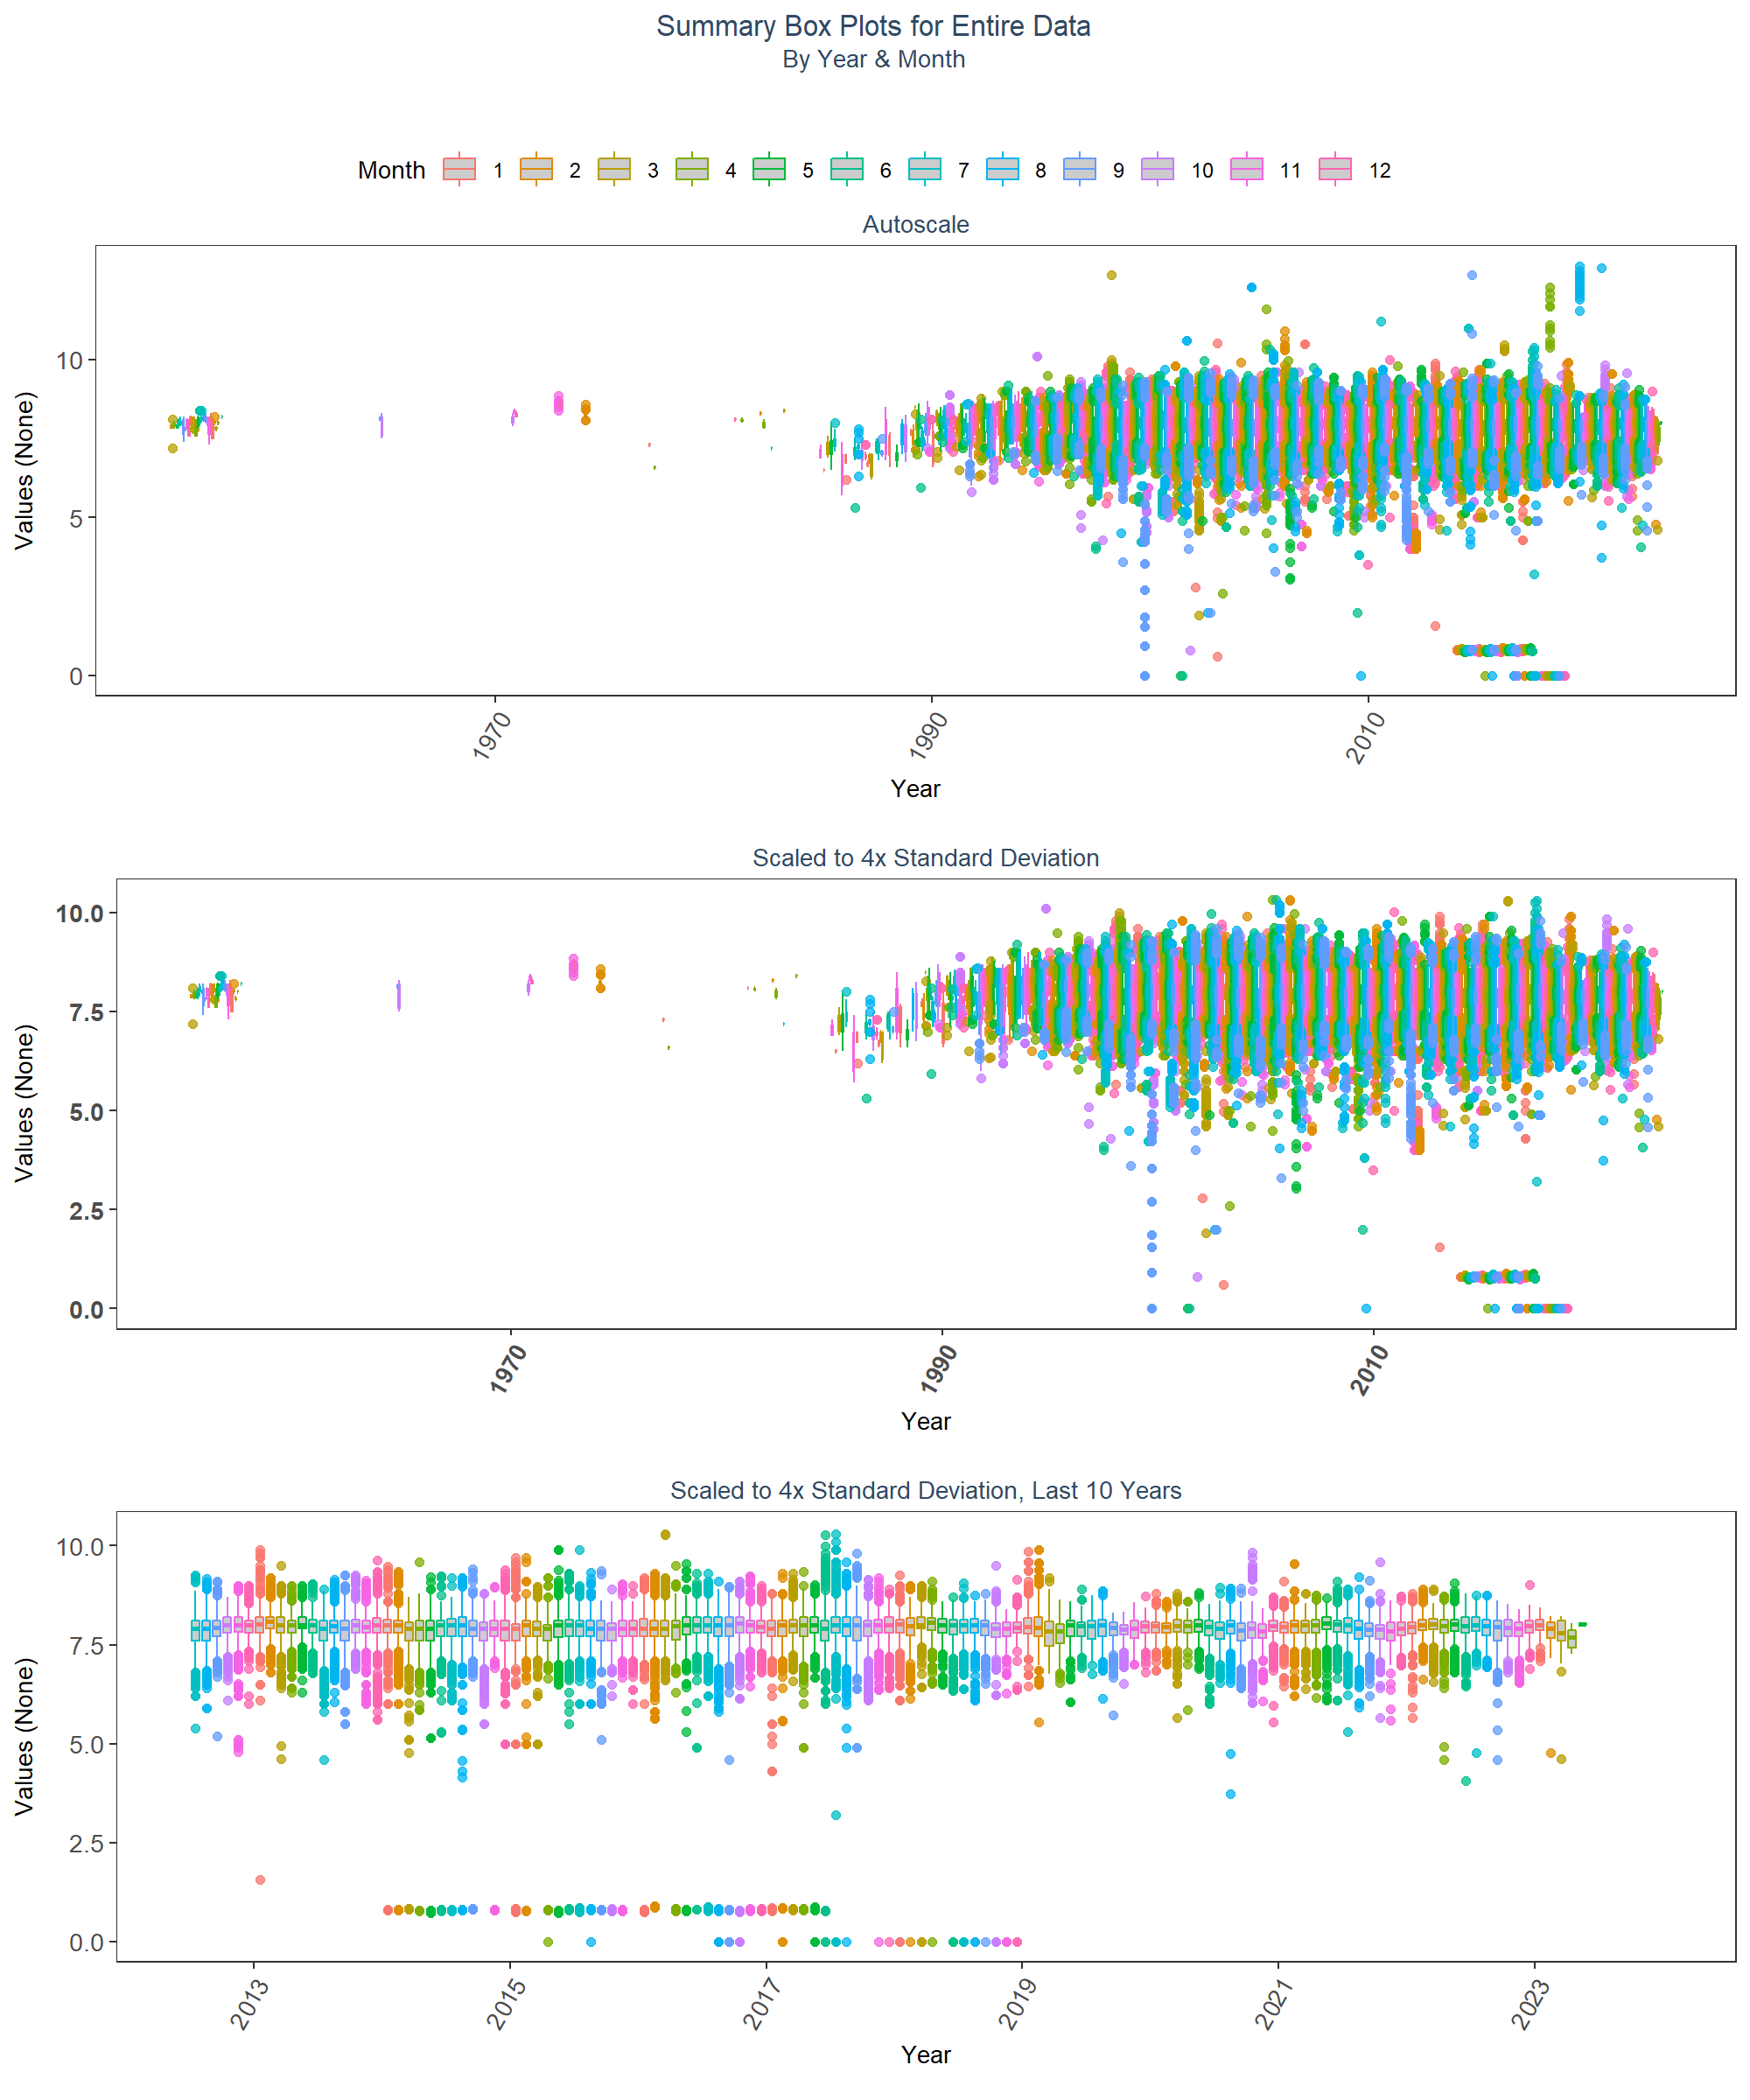 Summary Box Plots for Entire Data
By Year & Month
Month 1 2 3 4 5 6 7 8 9 10 11 12
Autoscale
Values (None)
10
5
0
1970 1990 2010
Year
Scaled to 4x Standard Deviation
Values (None)
10.0
7.5
5.0
2.5
0.0
1970 1990 2010
Year
Scaled to 4x Standard Deviation, Last 10 Years
Values (None)
10.0
7.5
5.0
2.5
0.0
2013 2015 2017 2019 2021 2023
Year